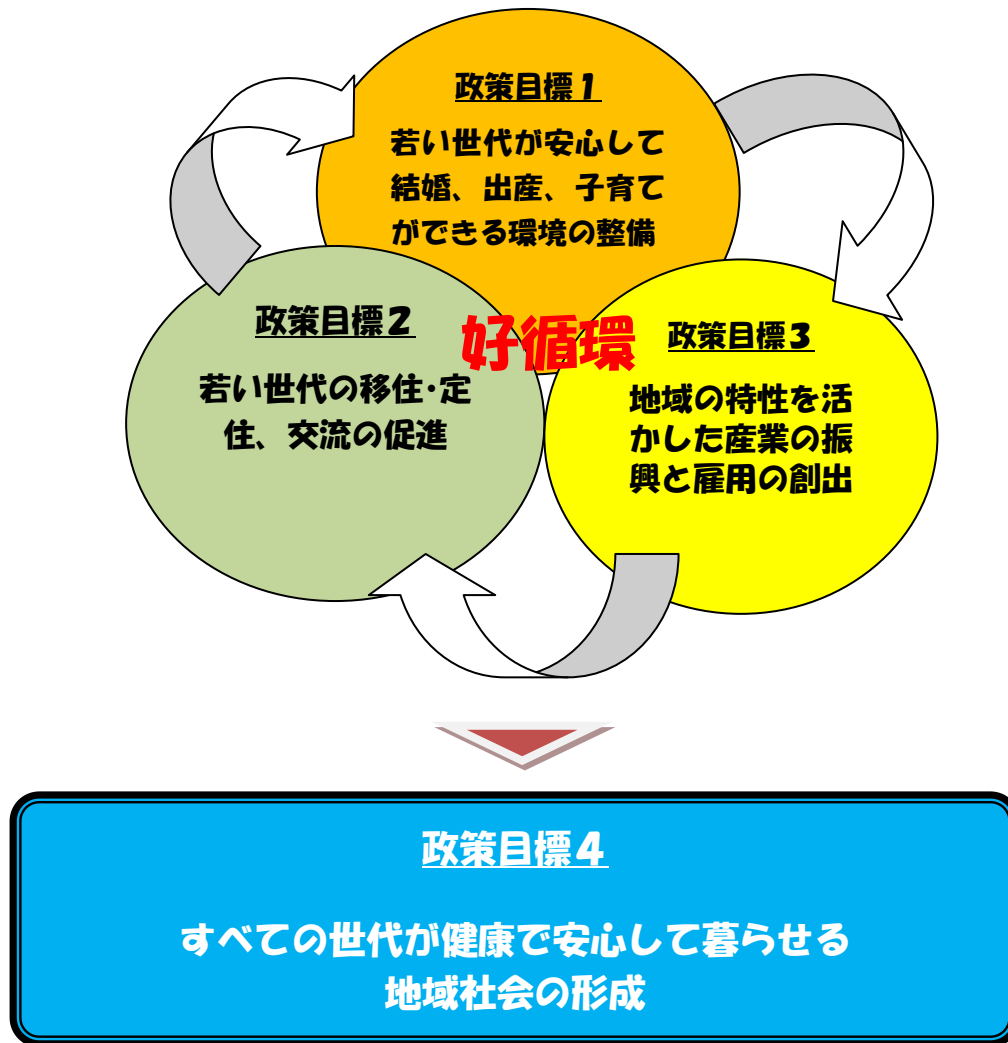 政策目標1
若い世代が安心して
結婚、出産、子育て
ができる環境の整備
政策目標2
若い世代の移住・定
住、交流の促進
好循環
政策目標3
地域の特性を活
かした産業の振
興と雇用の創出
政策目標4
すべての世代が健康で安心して暮らせる
地域社会の形成